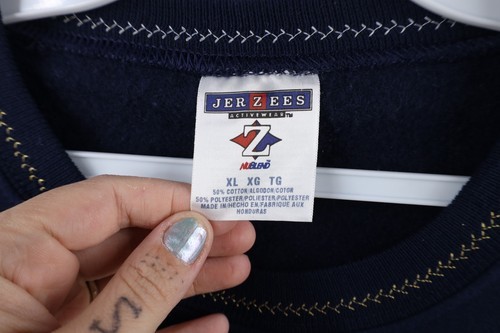 JERZEES
ACTIVEWEAR TM
Z
NUBLEND
XL XG TG
50% COTTON/ALGODON/COTON
50% POLYESTER/POLIESTER/POLYESTER
MADE IN/HECHO EN/FABRIQUE AUX
HONDURAS